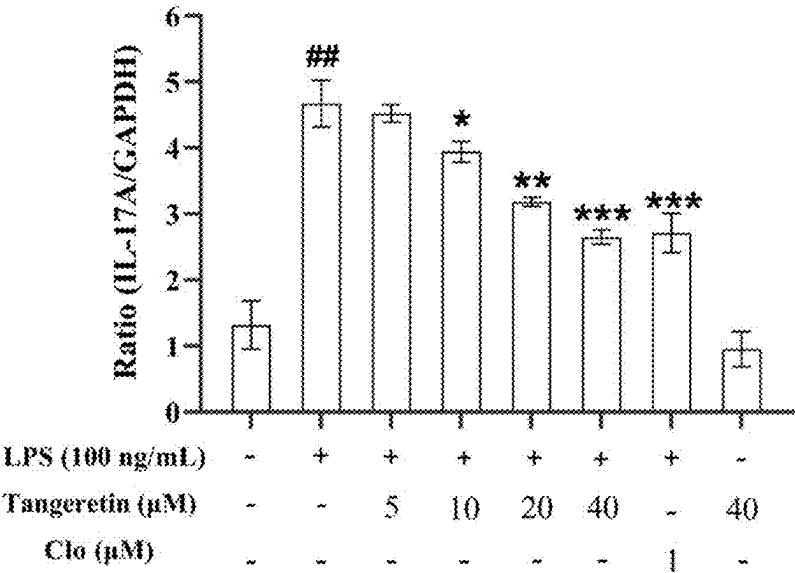 6
##
5
*
4
**
*** ***
3
2
1
0
Ratio (IL-17A/GAPDH)
LPS (100 ng/mL) - + + + + + + -
Tangeretin (μM) - - 5 10 20 40 - 40
Clo (μM) - - - - - - 1 -